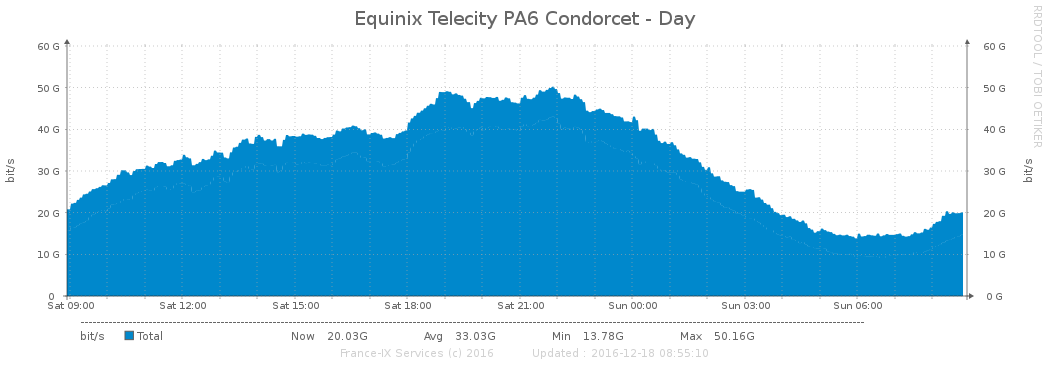 Equinix Telecity PA6 Condorcet - Day
RRDTOOL / TOBI OETIKER
bit/s
bit/s
60 G 60 G
50 G 50 G
40 G 40 G
30 G 30 G
20 G 20 G
10 G 10 G
0 0 G
Sat 09:00 Sat 12:00 Sat 15:00 Sat 18:00 Sat 21:00 Sun 00:00 Sun 03:00 Sun 06:00
bit/s Total Now 20.03G Avg 33.03G Min 13.78G Max 50.16G
France-IX Services (c) 2016 Updated : 2016-12-18 08:55:10